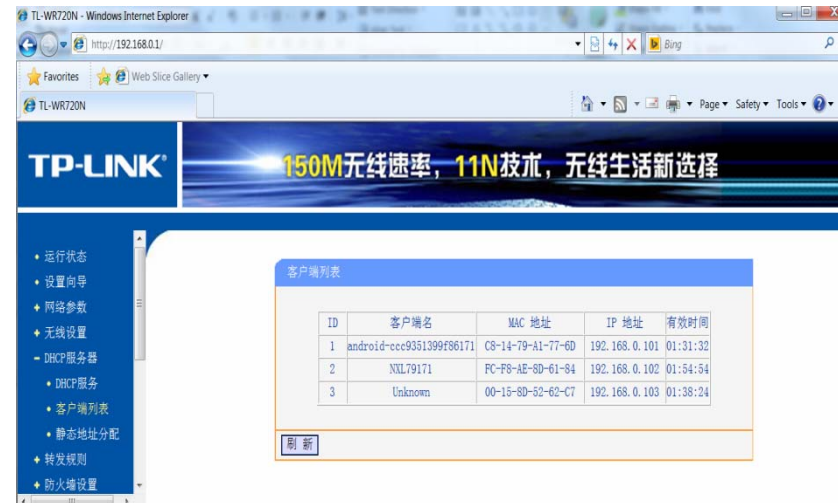 TL-WR720N - Windows Internet Explorer
http://192.168.0.1/
Bing
Favorites Web Slice Gallery
TL-WR720N
Page Safety Tools
TP-LINK®
150M无线速率，11N技术，无线生活新选择
运行状态
设置向导
网络参数
无线设置
DHCP服务器
DHCP服务
客户端列表
静态地址分配
转发规则
防火墙设置
客户端列表
ID 客户端名 MAC 地址 IP 地址 有效时间
1 android-ccc9351399f86171 C8-14-79-A1-77-6D 192.168.0.101 01:31:32
2 NXL79171 FC-F8-AE-8D-61-84 192.168.0.102 01:54:54
3 Unknown 00-15-8D-52-62-C7 192.168.0.103 01:38:24
刷 新